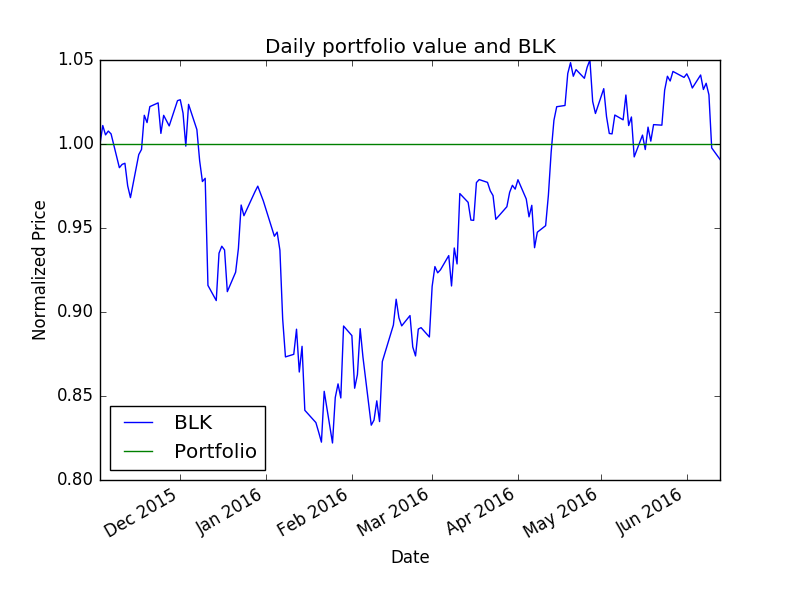 Daily portfolio value and BLK
1.05
1.00
0.95
0.90
0.85
0.80
Normalized Price
BLK
Portfolio
Dec 2015
Jan 2016
Feb 2016
Mar 2016
Apr 2016
May 2016
Jun 2016
Date